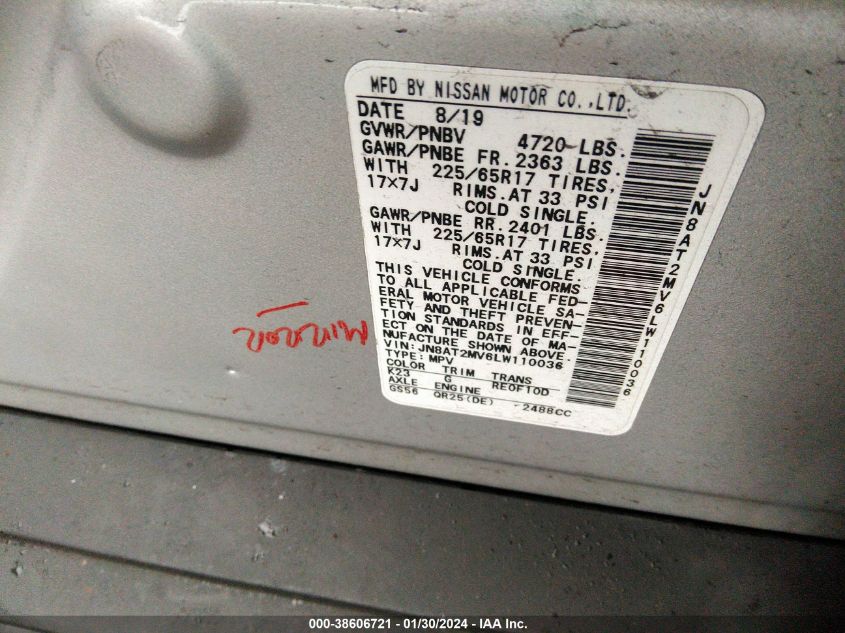 MFD BY NISSAN MOTOR CO.,LTD.
DATE 8/19
GVWR/PNBV 4720 LBS.
GAWR/PNBE FR. 2363 LBS.
WITH 225/65R17 TIRES,
17×7J RIMS.AT 33 PSI
COLD SINGLE.
GAWR/PNBE RR. 2401 LBS.
WITH 225/65R17 TIRES,
17×7J RIMS.AT 33 PSI
COLD SINGLE.
THIS VEHICLE CONFORMS
TO ALL APPLICABLE FED-
ERAL MOTOR VEHICLE SA-
FETY AND THEFT PREVEN-
TION STANDARDS IN EFF-
ECT ON THE DATE OF MA-
NUFACTURE SHOWN ABOVE.
VIN: JN8AT2MV6LW110036
TYPE: MPV
COLOR TRIM TRANS
K23 G RE0F10D
AXLE ENGINE
GS56 QR25(DE) 2488CC
JN8AT2MV6LW110036
000-38606721 - 01/30/2024 - IAA Inc.